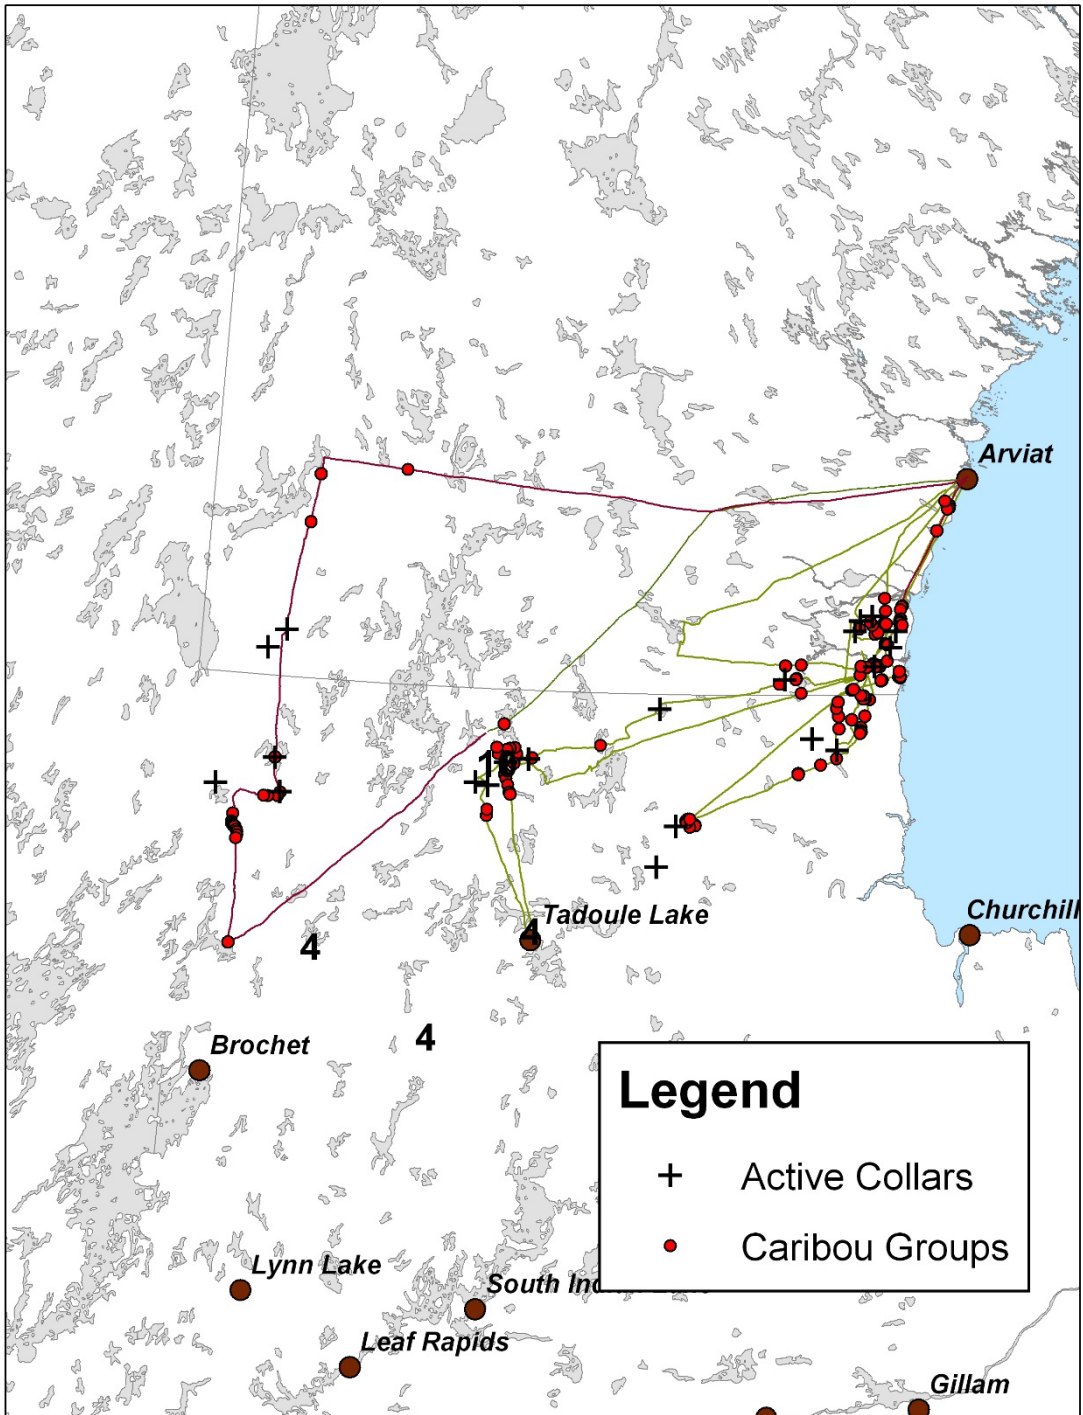 Arviat
Tadoule Lake
4
Churchill
4
4
Brochet
Legend
Active Collars
Caribou Groups
Lynn Lake
South
Leaf Rapids
Gillam